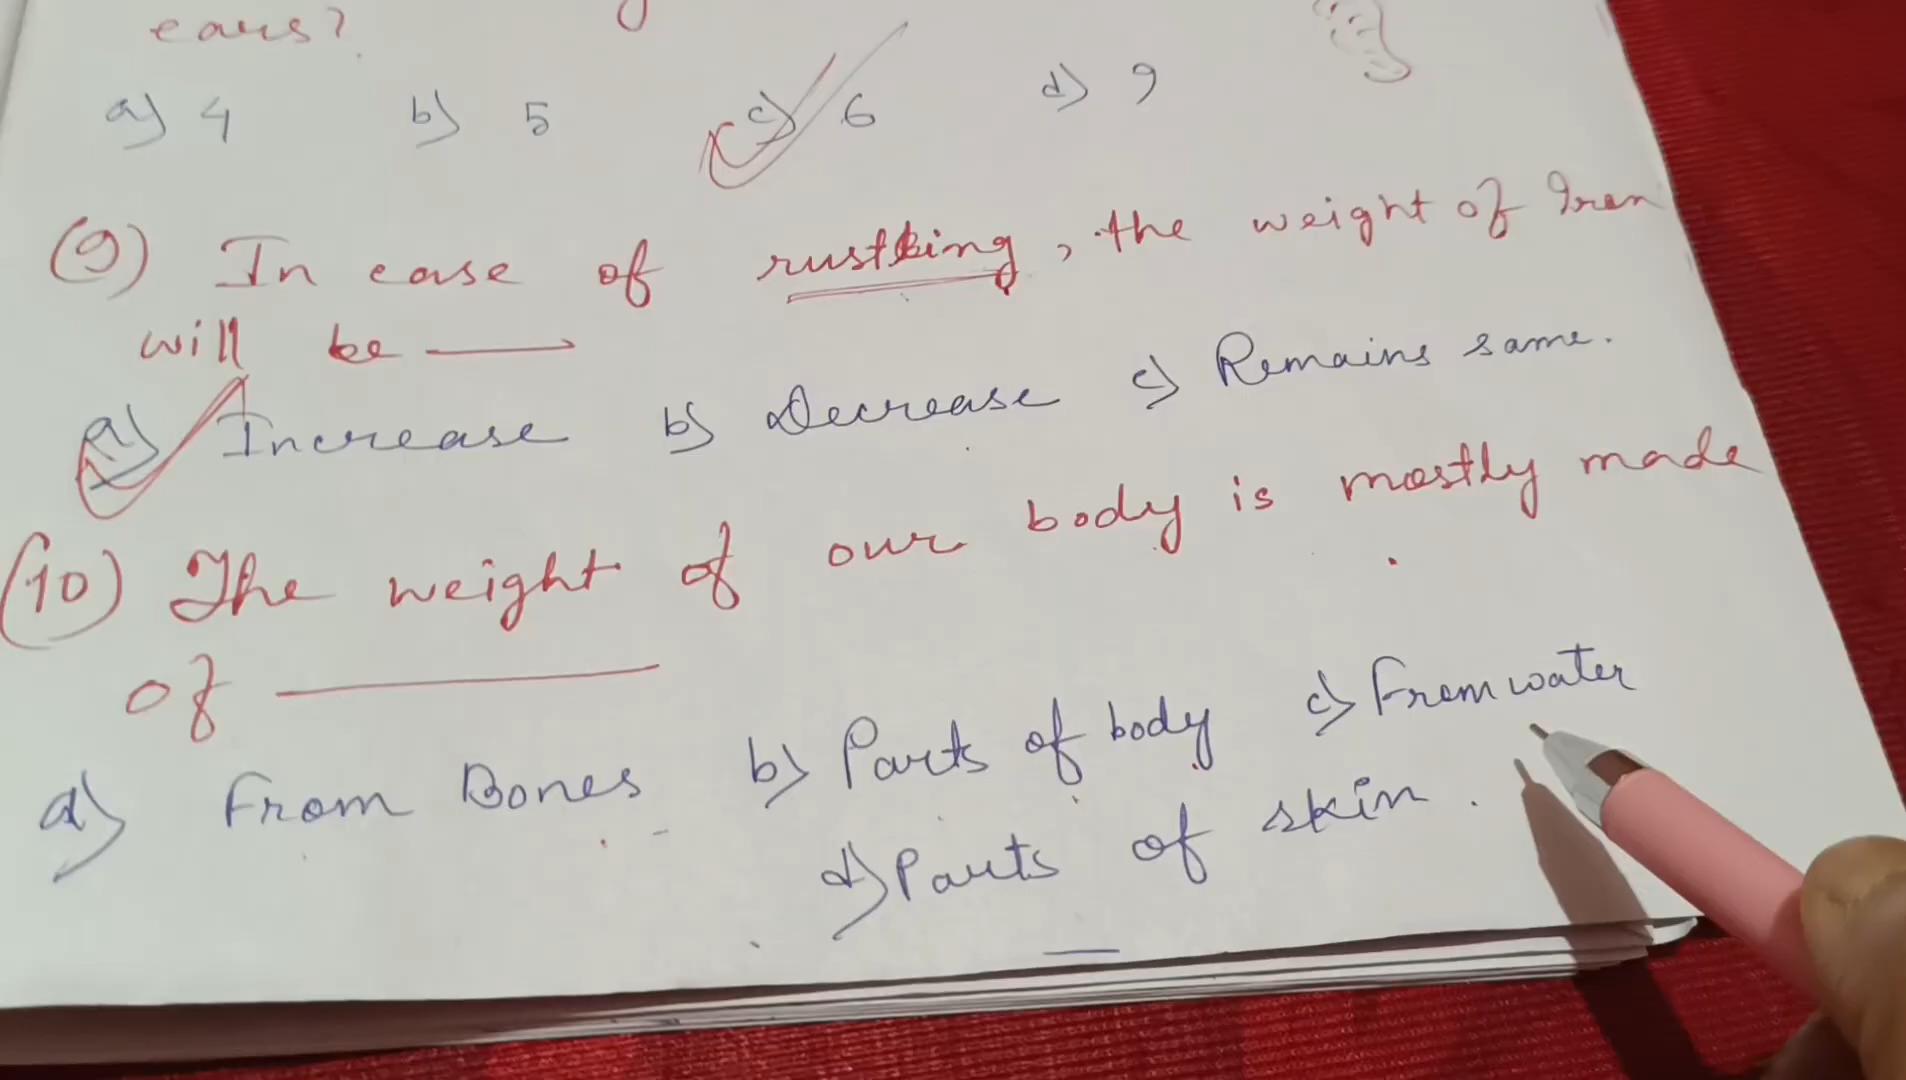 ears?
a) 4 b) 5 c) 6 d) 9
(9) In case of rustking, the weight of Iron
will be
a) Increase b) Decrease c) Remains same.
(10) The weight of our body is mostly made
of
a) From Bones b) Parts of body c) From water
d) Parts of skin.